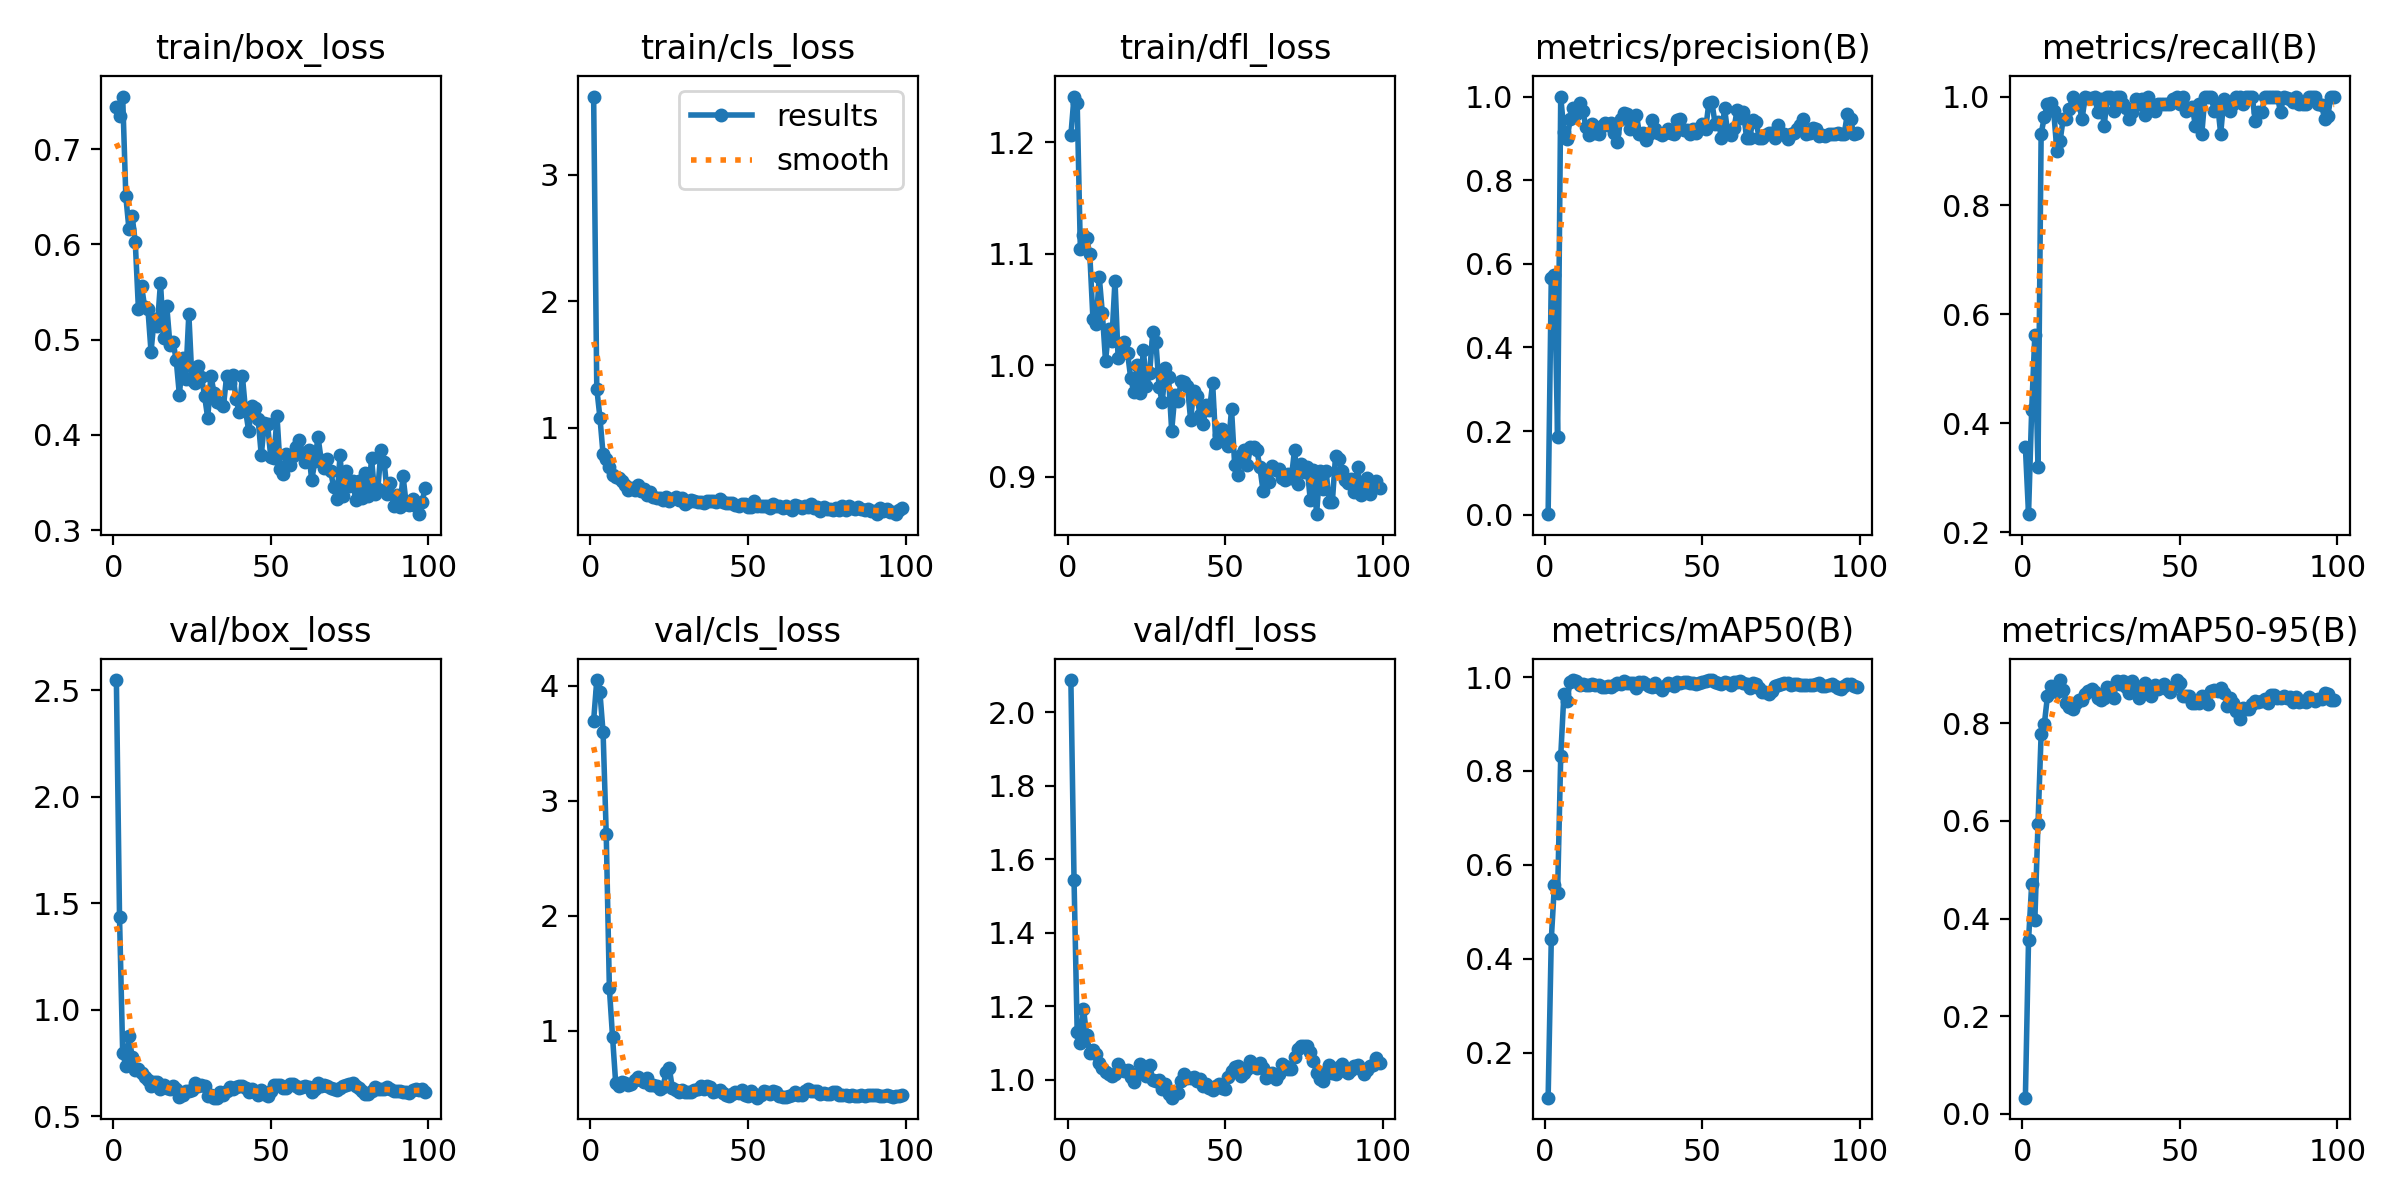 train/box_loss
0.7
0.6
0.5
0.4
0.3
0 50 100
train/cls_loss
results
smooth
3
2
1
0 50 100
train/dfl_loss
1.2
1.1
1.0
0.9
0 50 100
metrics/precision(B)
1.0
0.8
0.6
0.4
0.2
0.0
0 50 100
metrics/recall(B)
1.0
0.8
0.6
0.4
0.2
0 50 100
val/box_loss
2.5
2.0
1.5
1.0
0.5
0 50 100
val/cls_loss
4
3
2
1
0 50 100
val/dfl_loss
2.0
1.8
1.6
1.4
1.2
1.0
0 50 100
metrics/mAP50(B)
1.0
0.8
0.6
0.4
0.2
0 50 100
metrics/mAP50-95(B)
0.8
0.6
0.4
0.2
0.0
0 50 100